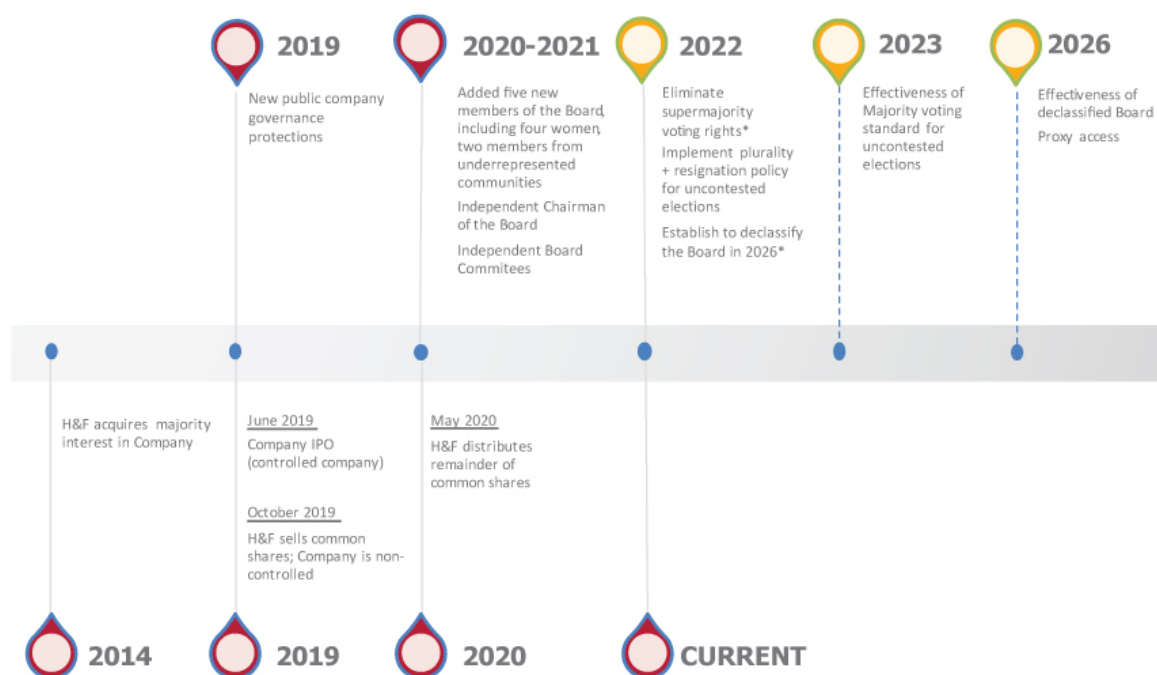 2019
New public company
governance
protections
2020-2021
Added five new
members of the Board,
including four women,
two members from
underrepresented
communities
Independent Chairman
of the Board
Independent Board
Commitees
2022
Eliminate
supermajority
voting rights*
Implement plurality
+ resignation policy
for uncontested
elections
Establish to declassify
the Board in 2026*
2023
Effectiveness of
Majority voting
standard for
uncontested
elections
2026
Effectiveness of
declassified Board
Proxy access
H&F acquires majority
interest in Company
2014
June 2019
Company IPO
(controlled company)
October 2019
H&F sells common
shares; Company is non-
controlled
2019
May 2020
H&F distributes
remainder of
common shares
2020
CURRENT